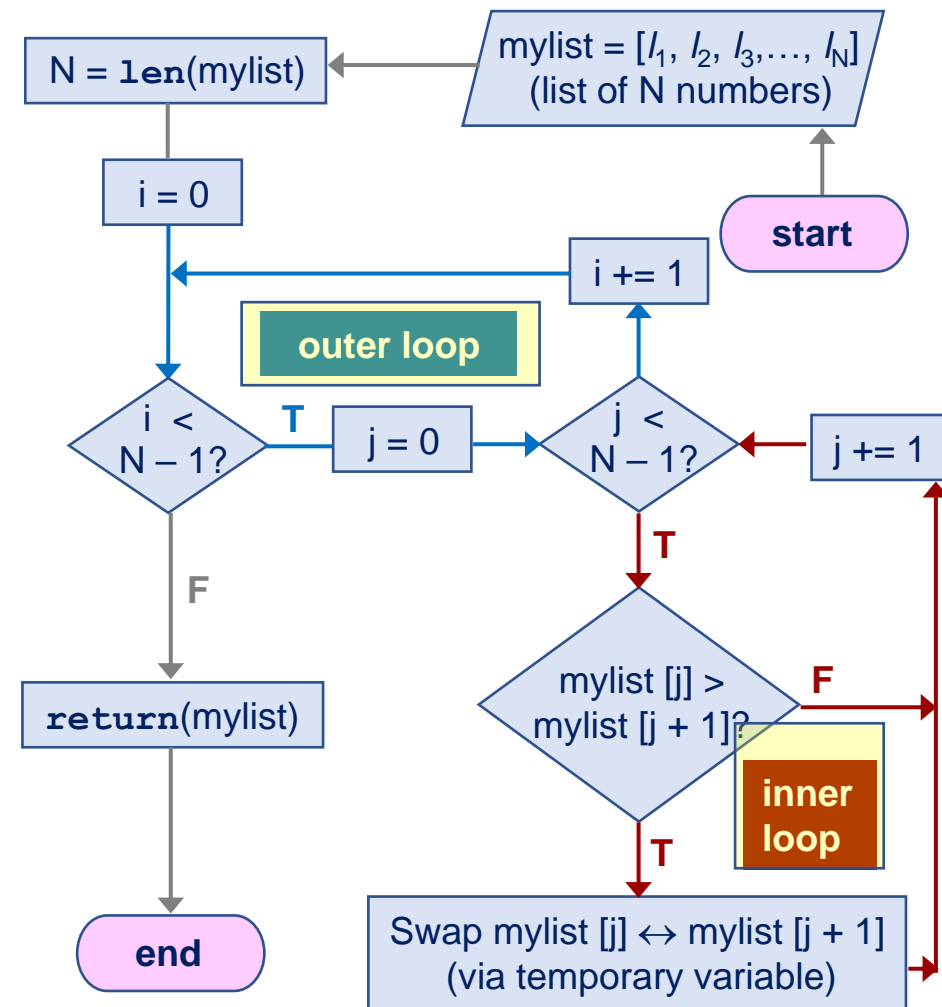 start
mylist = [l₁, l₂, l₃,…, l_N]
(list of N numbers)
N = len(mylist)
i = 0
i += 1
outer loop
i <
N – 1?
T
j = 0
j <
N – 1?
j += 1
T
F
mylist [j] >
mylist [j + 1]?
F
inner
loop
return(mylist)
T
Swap mylist [j] ↔ mylist [j + 1]
(via temporary variable)
end